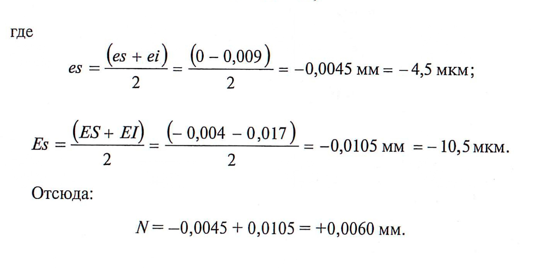 где
es = (es + ei) / 2 = (0 – 0,009) / 2 = –0,0045 мм = – 4,5 мкм;
Es = (ES + EI) / 2 = (– 0,004 – 0,017) / 2 = –0,0105 мм = – 10,5 мкм.
Отсюда:
N = –0,0045 + 0,0105 = +0,0060 мм.